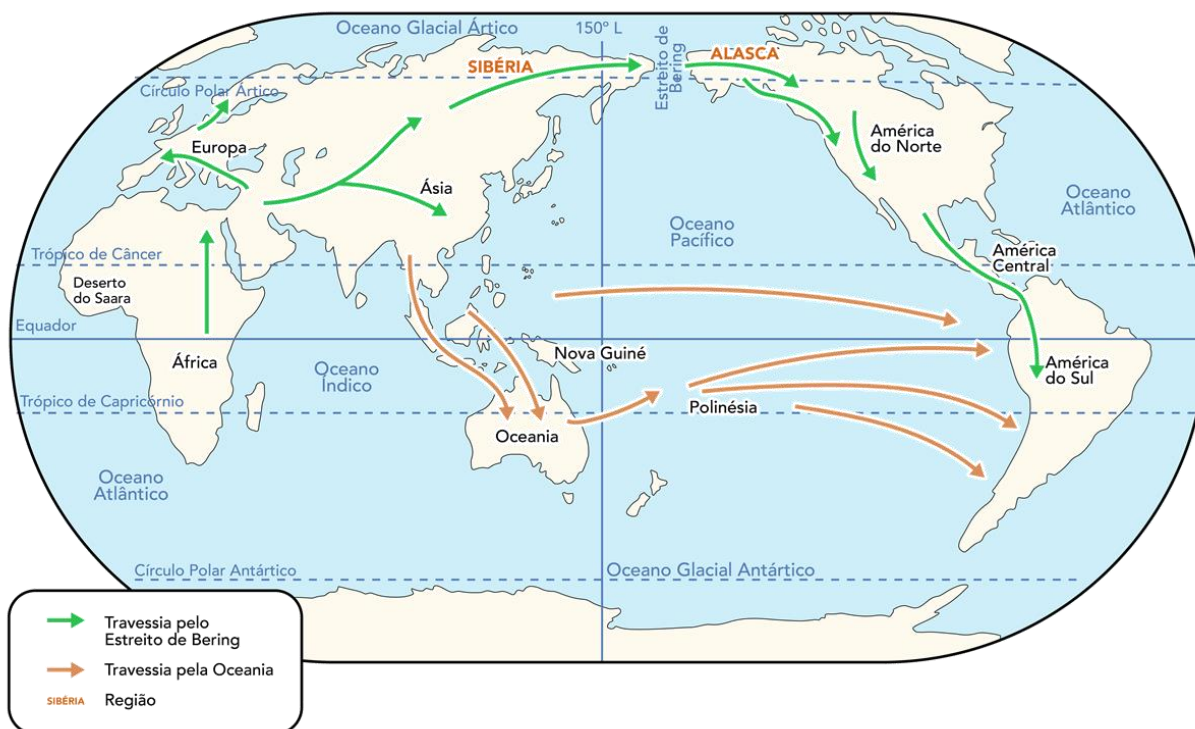 Oceano Glacial Ártico
150º L
SIBÉRIA
Estreito de
Bering
ALASCA
Círculo Polar Ártico
Europa
América
do Norte
Ásia
Oceano
Atlântico
Oceano
Pacífico
Trópico de Câncer
América
Central
Deserto
do Saara
Equador
África
Nova Guiné
Oceano
Índico
América
do Sul
Trópico de Capricórnio
Polinésia
Oceania
Oceano
Atlântico
Círculo Polar Antártico
Oceano Glacial Antártico
Travessia pelo
Estreito de Bering
Travessia pela Oceania
SIBÉRIA
Região